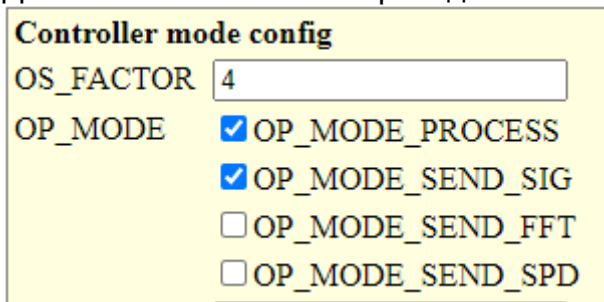 Controller mode config
OS_FACTOR 4
OP_MODE OP_MODE_PROCESS
OP_MODE_SEND_SIG
OP_MODE_SEND_FFT
OP_MODE_SEND_SPD